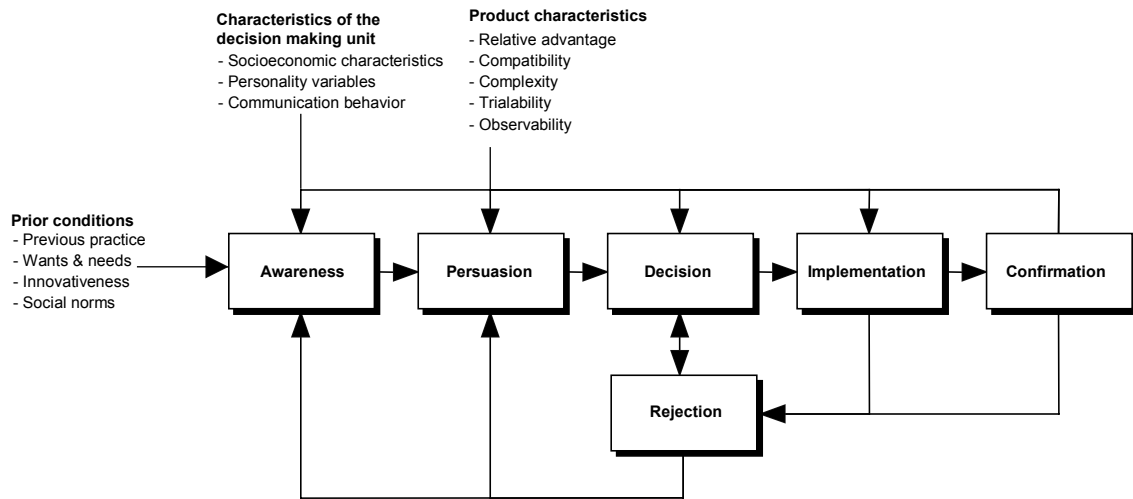 Characteristics of the
decision making unit
- Socioeconomic characteristics
- Personality variables
- Communication behavior
Product characteristics
- Relative advantage
- Compatibility
- Complexity
- Trialability
- Observability
Prior conditions
- Previous practice
- Wants & needs
- Innovativeness
- Social norms
Awareness
Persuasion
Decision
Implementation
Confirmation
Rejection